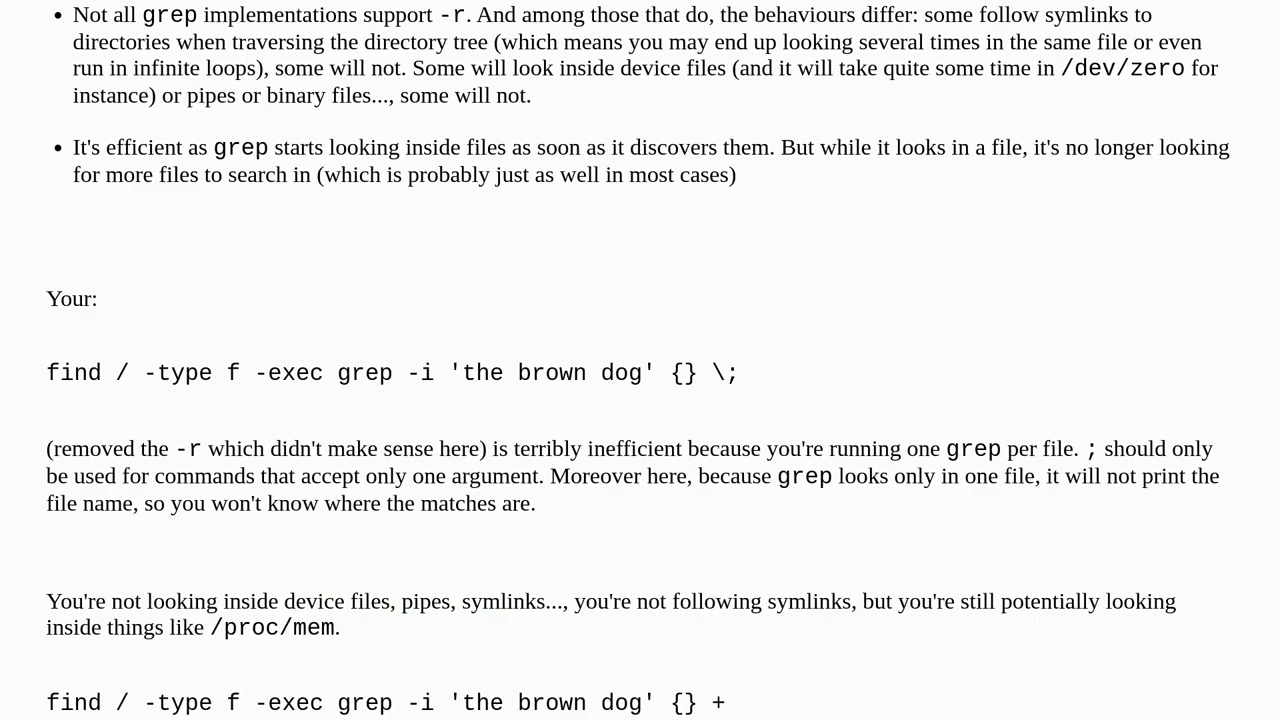 • Not all grep implementations support -r. And among those that do, the behaviours differ: some follow symlinks to
directories when traversing the directory tree (which means you may end up looking several times in the same file or even
run in infinite loops), some will not. Some will look inside device files (and it will take quite some time in /dev/zero for
instance) or pipes or binary files..., some will not.
• It's efficient as grep starts looking inside files as soon as it discovers them. But while it looks in a file, it's no longer looking
for more files to search in (which is probably just as well in most cases)
Your:
find / -type f -exec grep -i 'the brown dog' {} \;
(removed the -r which didn't make sense here) is terribly inefficient because you're running one grep per file. ; should only
be used for commands that accept only one argument. Moreover here, because grep looks only in one file, it will not print the
file name, so you won't know where the matches are.
You're not looking inside device files, pipes, symlinks..., you're not following symlinks, but you're still potentially looking
inside things like /proc/mem.
find / -type f -exec grep -i 'the brown dog' {} +